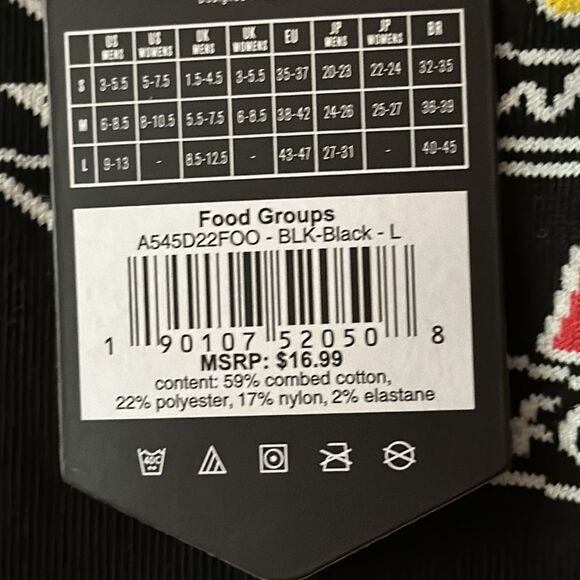 US MENS US WOMENS UK MENS UK WOMENS EU JP MENS JP WOMENS BR
S 3-5.5 5-7.5 1.5-4.5 3-5.5 35-37 20-23 22-24 32-35
M 6-8.5 8-10.5 5.5-7.5 6-8.5 38-42 24-26 25-27 36-39
L 9-13 - 8.5-12.5 - 43-47 27-31 - 40-45
Food Groups
A545D22FOO - BLK-Black - L
1 90107 52050 8
MSRP: $16.99
content: 59% combed cotton,
22% polyester, 17% nylon, 2% elastane
40C